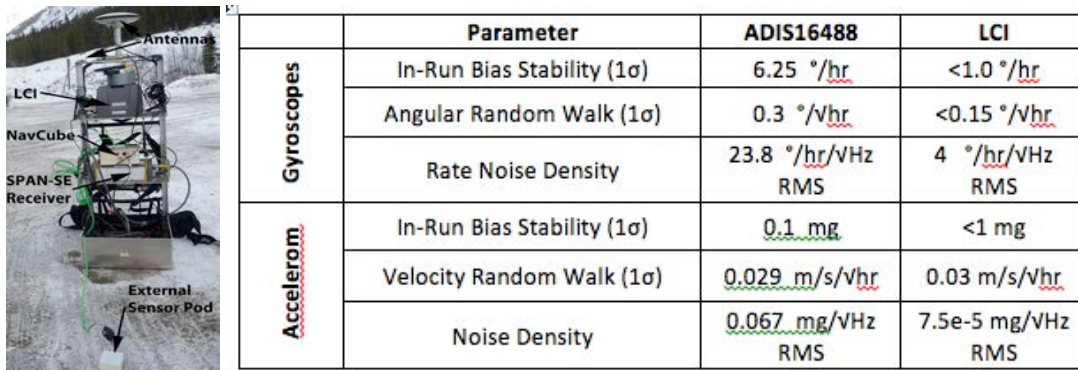 Antennas
LCI
NavCube
SPAN-SE
Receiver
External
Sensor Pod
Parameter ADIS16488 LCI
Gyroscopes
In-Run Bias Stability (1σ) 6.25 °/hr <1.0 °/hr
Angular Random Walk (1σ) 0.3 °/√hr <0.15 °/√hr
Rate Noise Density 23.8 °/hr/√Hz 4 °/hr/√Hz
RMS RMS
Accelerom
In-Run Bias Stability (1σ) 0.1 mg <1 mg
Velocity Random Walk (1σ) 0.029 m/s/√hr 0.03 m/s/√hr
Noise Density 0.067 mg/√Hz 7.5e-5 mg/√Hz
RMS RMS